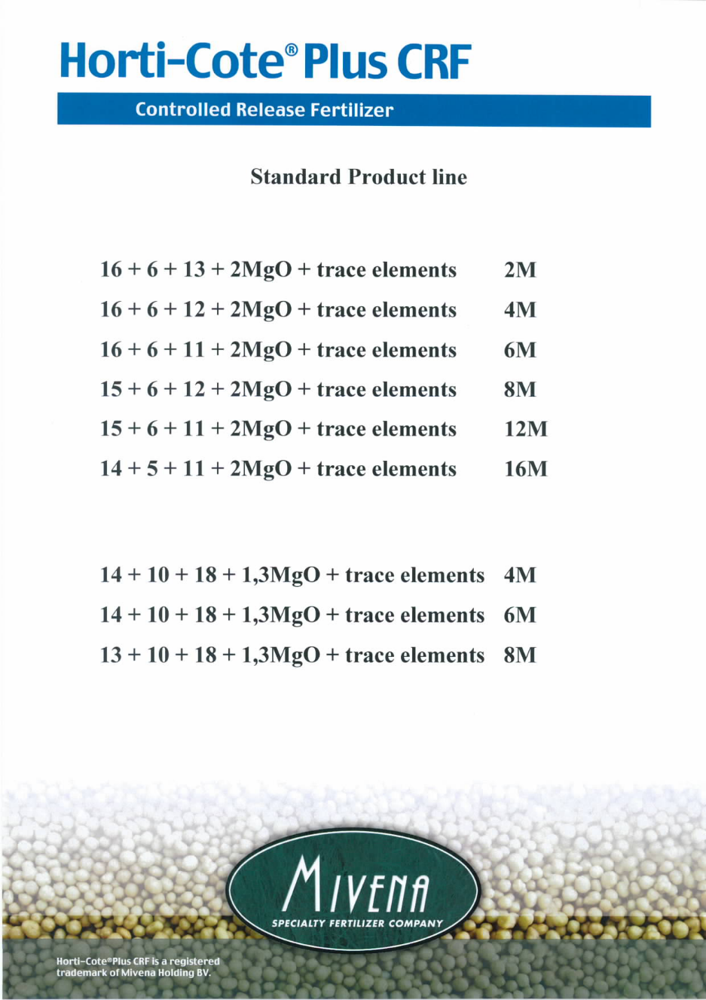 Horti-Cote® Plus CRF
Controlled Release Fertilizer
Standard Product line
16 + 6 + 13 + 2MgO + trace elements 2M
16 + 6 + 12 + 2MgO + trace elements 4M
16 + 6 + 11 + 2MgO + trace elements 6M
15 + 6 + 12 + 2MgO + trace elements 8M
15 + 6 + 11 + 2MgO + trace elements 12M
14 + 5 + 11 + 2MgO + trace elements 16M
14 + 10 + 18 + 1,3MgO + trace elements 4M
14 + 10 + 18 + 1,3MgO + trace elements 6M
13 + 10 + 18 + 1,3MgO + trace elements 8M
MIVENA
SPECIALTY FERTILIZER COMPANY
Horti-Cote®Plus CRF is a registered
trademark of Mivena Holding BV.